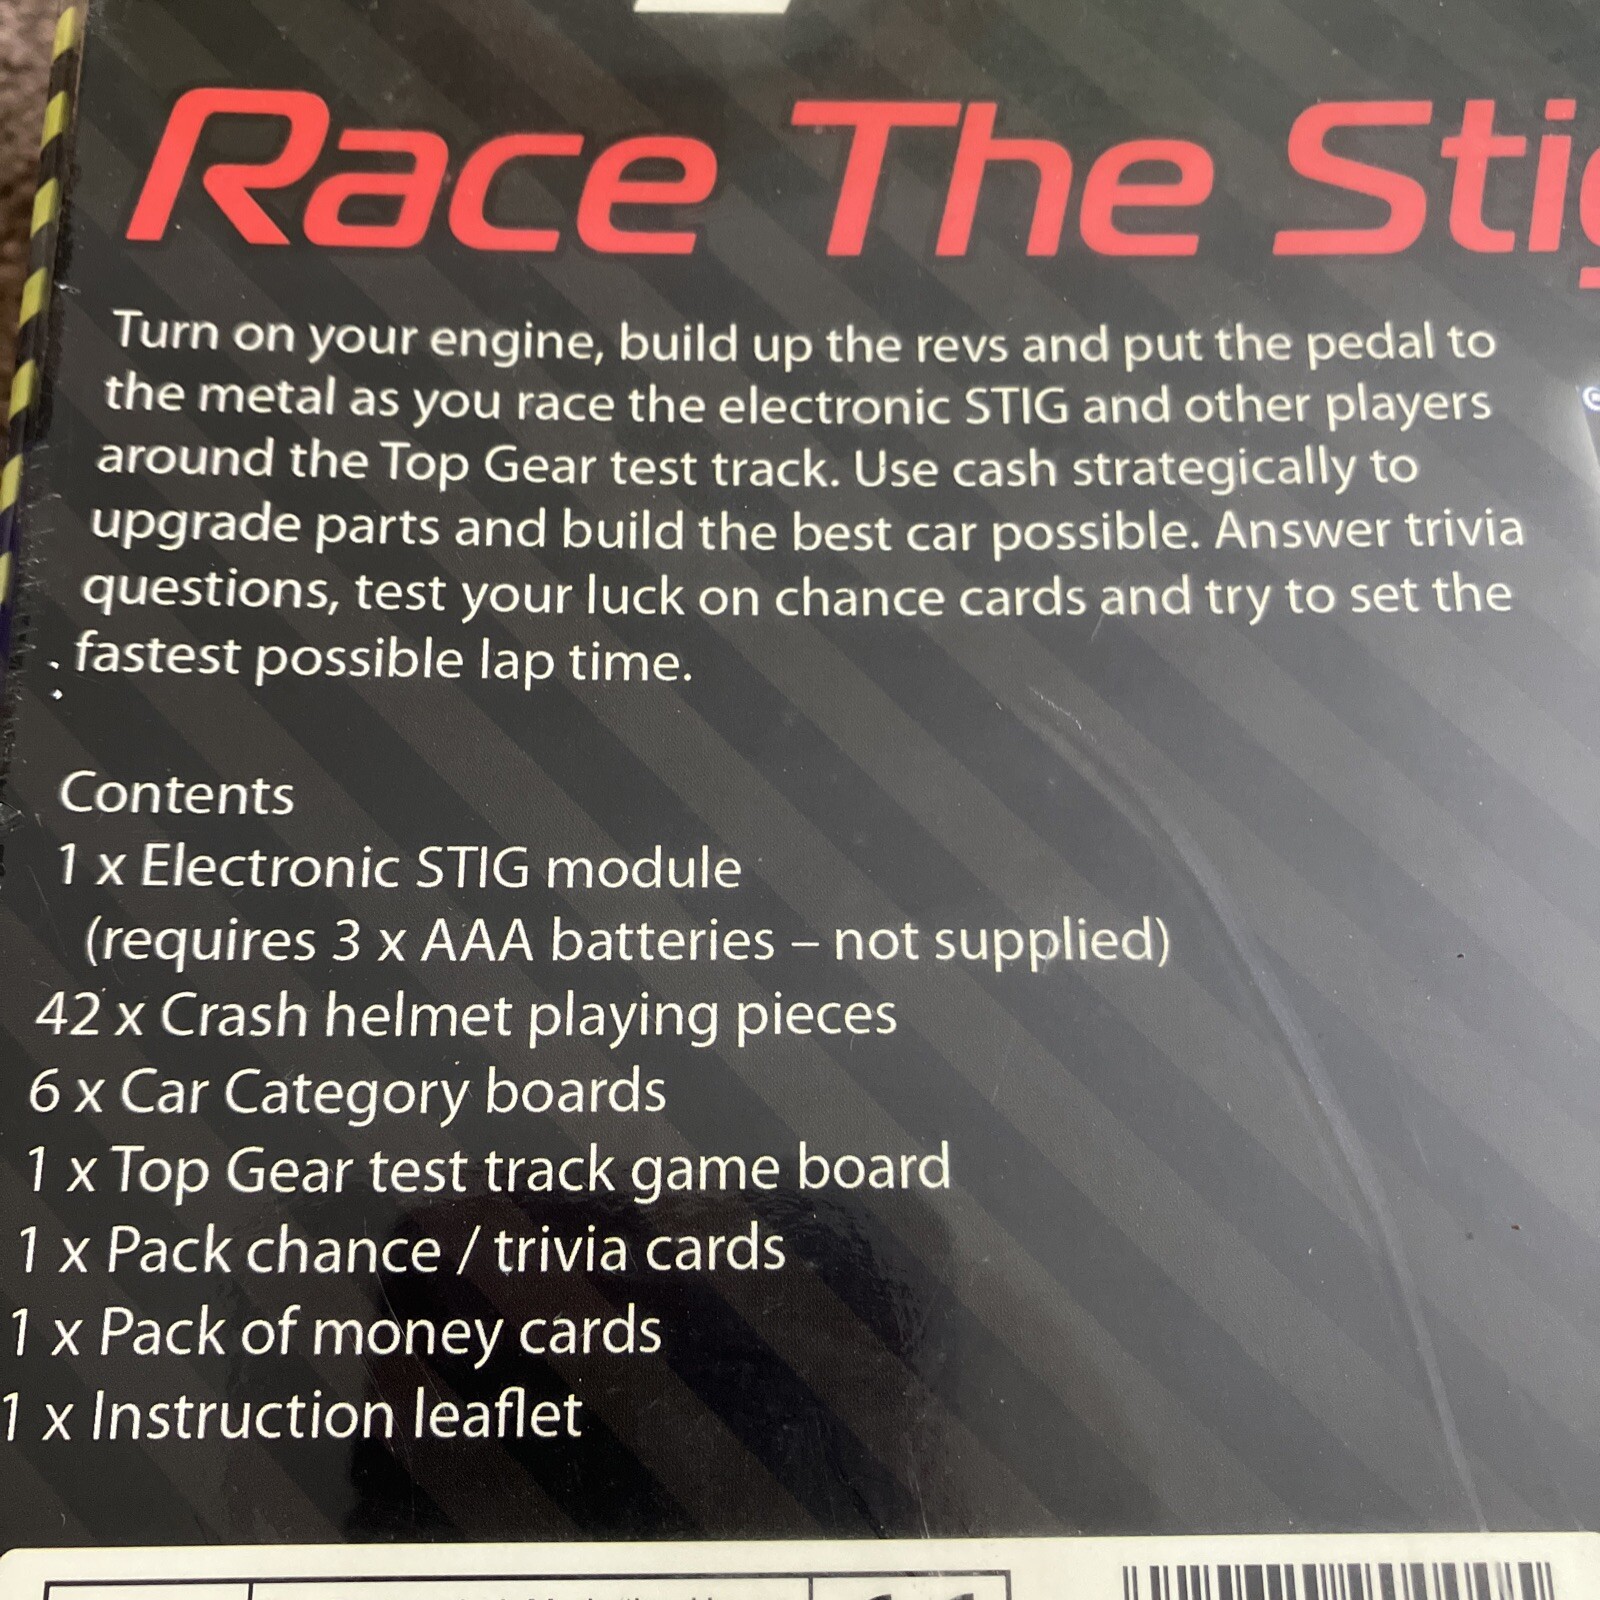 Race The Stig
Turn on your engine, build up the revs and put the pedal to
the metal as you race the electronic STIG and other players
around the Top Gear test track. Use cash strategically to
upgrade parts and build the best car possible. Answer trivia
questions, test your luck on chance cards and try to set the
fastest possible lap time.
Contents
1 x Electronic STIG module
(requires 3 x AAA batteries – not supplied)
42 x Crash helmet playing pieces
6 x Car Category boards
1 x Top Gear test track game board
1 x Pack chance / trivia cards
1 x Pack of money cards
1 x Instruction leaflet